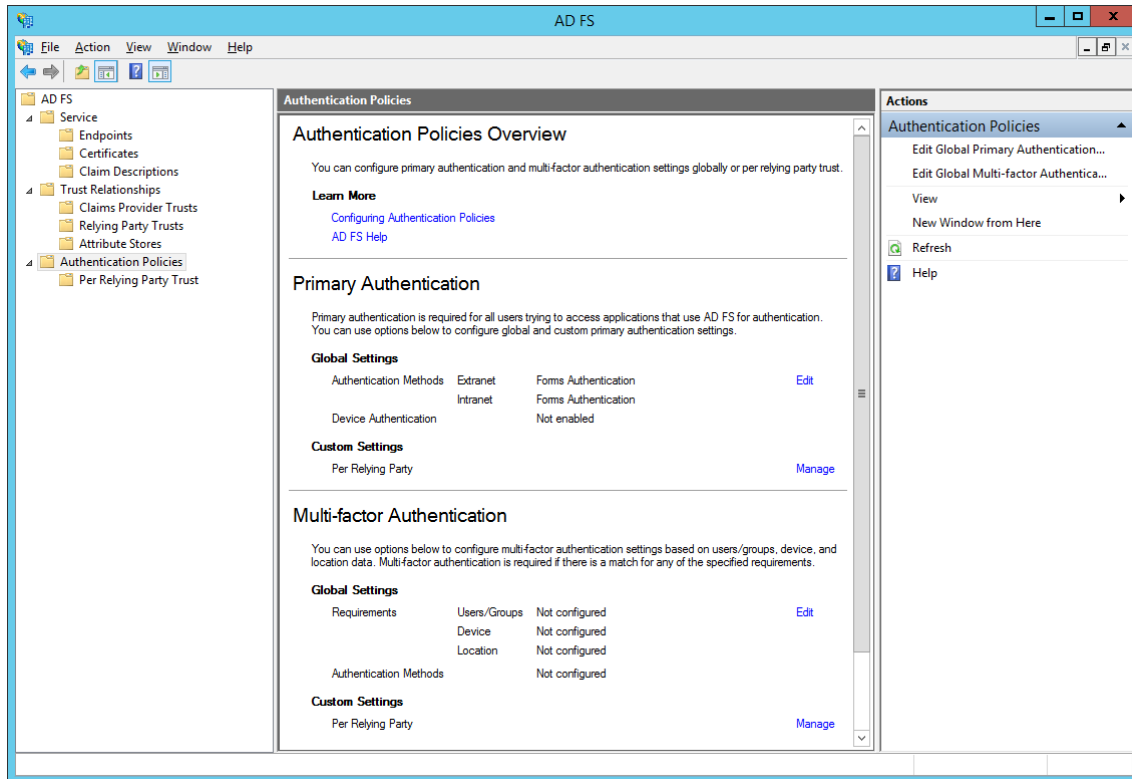 AD FS
File Action View Window Help
AD FS
Service
Endpoints
Certificates
Claim Descriptions
Trust Relationships
Claims Provider Trusts
Relying Party Trusts
Attribute Stores
Authentication Policies
Per Relying Party Trust
Authentication Policies
Authentication Policies Overview
You can configure primary authentication and multi-factor authentication settings globally or per relying party trust.
Learn More
Configuring Authentication Policies
AD FS Help
Primary Authentication
Primary authentication is required for all users trying to access applications that use AD FS for authentication.
You can use options below to configure global and custom primary authentication settings.
Global Settings
Authentication Methods Extranet Forms Authentication Edit
Intranet Forms Authentication
Device Authentication Not enabled
Custom Settings
Per Relying Party Manage
Multi-factor Authentication
You can use options below to configure multi-factor authentication settings based on users/groups, device, and
location data. Multi-factor authentication is required if there is a match for any of the specified requirements.
Global Settings
Requirements Users/Groups Not configured Edit
Device Not configured
Location Not configured
Authentication Methods Not configured
Custom Settings
Per Relying Party Manage
Actions
Authentication Policies
Edit Global Primary Authentication...
Edit Global Multi-factor Authentica...
View
New Window from Here
Refresh
Help